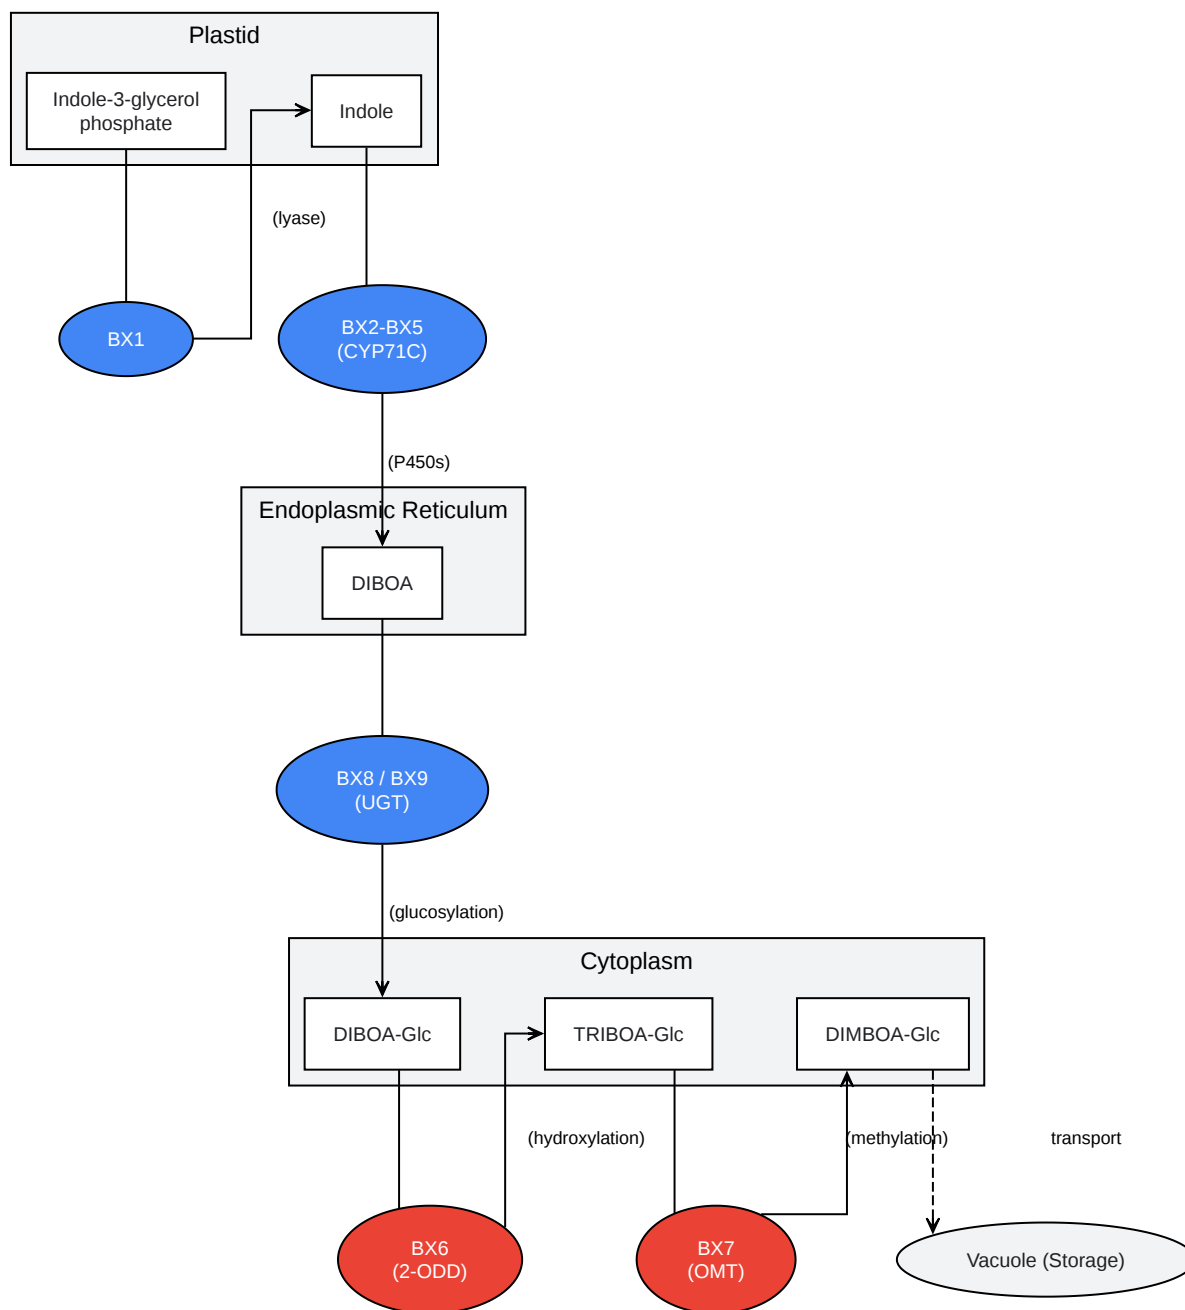 Plastid
Indole-3-glycerol
phosphate
Indole
(lyase)
BX1
BX2-BX5
(CYP71C)
(P450s)
Endoplasmic Reticulum
DIBOA
BX8 / BX9
(UGT)
(glucosylation)
Cytoplasm
DIBOA-Glc
TRIBOA-Glc
DIMBOA-Glc
(hydroxylation)
(methylation)
transport
BX6
(2-ODD)
BX7
(OMT)
Vacuole (Storage)